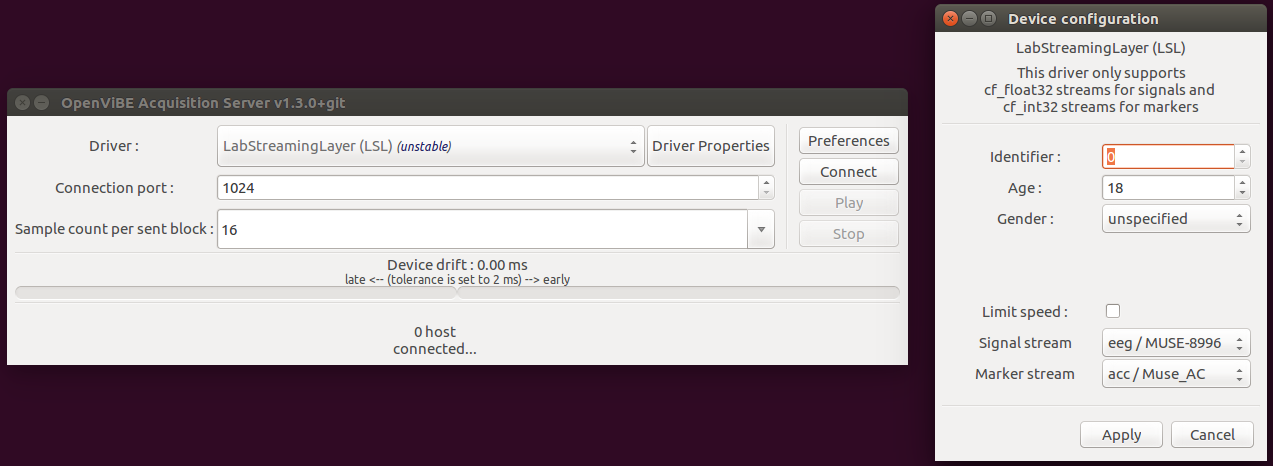 OpenViBE Acquisition Server v1.3.0+git
Driver : LabStreamingLayer (LSL) (unstable) Driver Properties Preferences
Connect
Connection port : 1024
Play
Sample count per sent block : 16 Stop
Device drift : 0.00 ms
late <-- (tolerance is set to 2 ms) --> early
0 host
connected...
Device configuration
LabStreamingLayer (LSL)
This driver only supports
cf_float32 streams for signals and
cf_int32 streams for markers
Identifier : 0
Age : 18
Gender : unspecified
Limit speed :
Signal stream eeg / MUSE-8996
Marker stream acc / Muse_AC
Apply Cancel